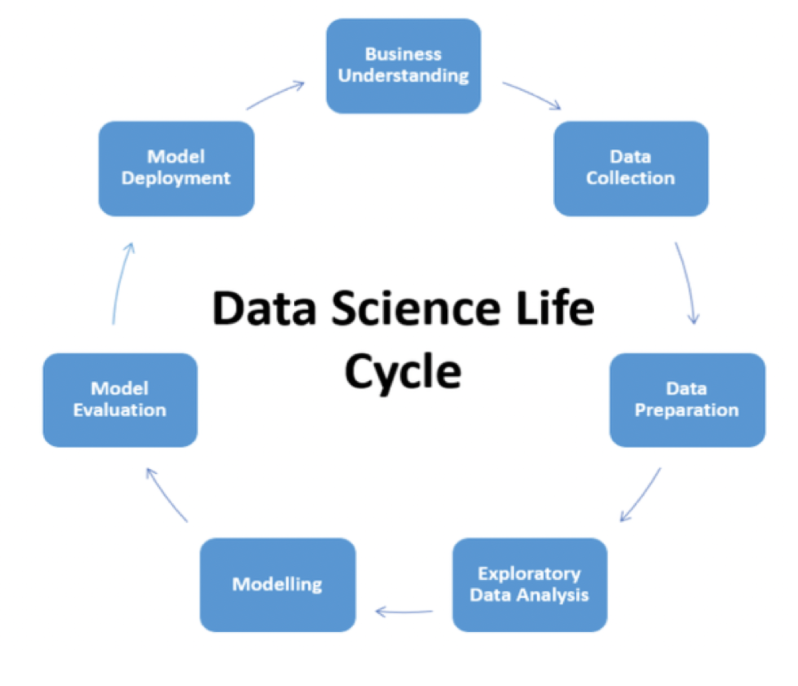 Business
Understanding
Data
Collection
Data
Preparation
Exploratory
Data Analysis
Modelling
Model
Evaluation
Model
Deployment
Data Science Life
Cycle